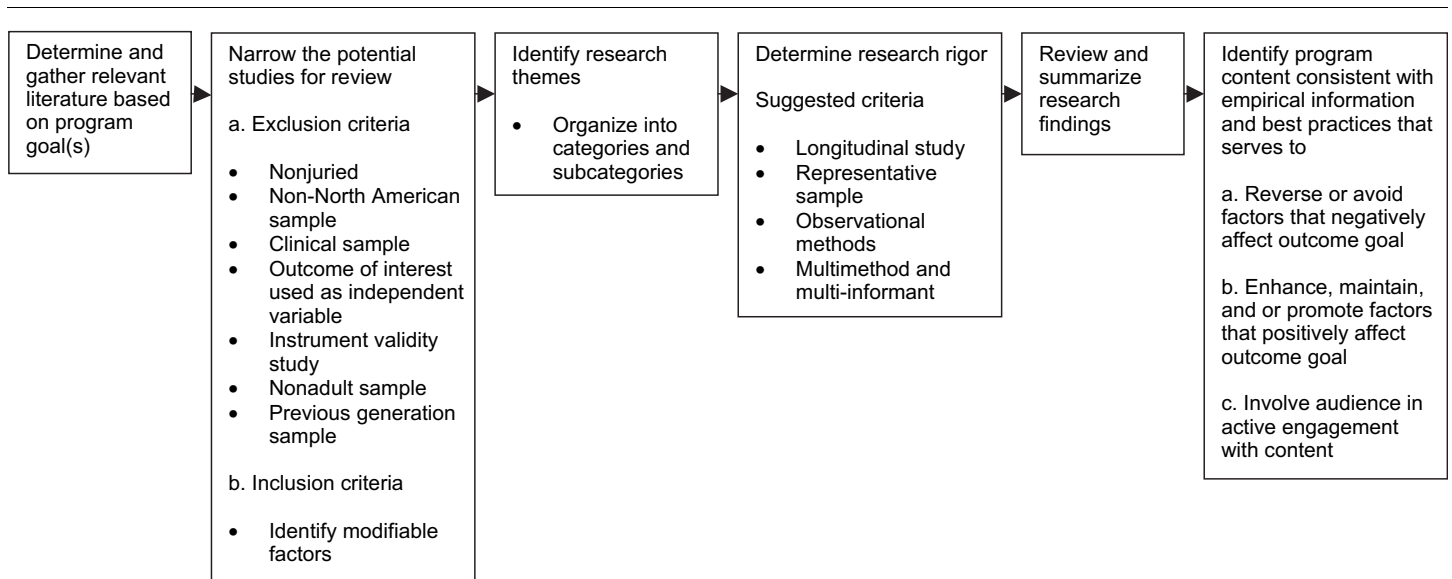 Determine and
gather relevant
literature based
on program
goal(s)
Narrow the potential
studies for review
a. Exclusion criteria
• Nonjuried
• Non-North American
sample
• Clinical sample
• Outcome of interest
used as independent
variable
• Instrument validity
study
• Nonadult sample
• Previous generation
sample
b. Inclusion criteria
• Identify modifiable
factors
Identify research
themes
• Organize into
categories and
subcategories
Determine research rigor
Suggested criteria
• Longitudinal study
• Representative
sample
• Observational
methods
• Multimethod and
multi-informant
Review and
summarize
research
findings
Identify program
content consistent with
empirical information
and best practices that
serves to
a. Reverse or avoid
factors that negatively
affect outcome goal
b. Enhance, maintain,
and or promote factors
that positively affect
outcome goal
c. Involve audience in
active engagement
with content